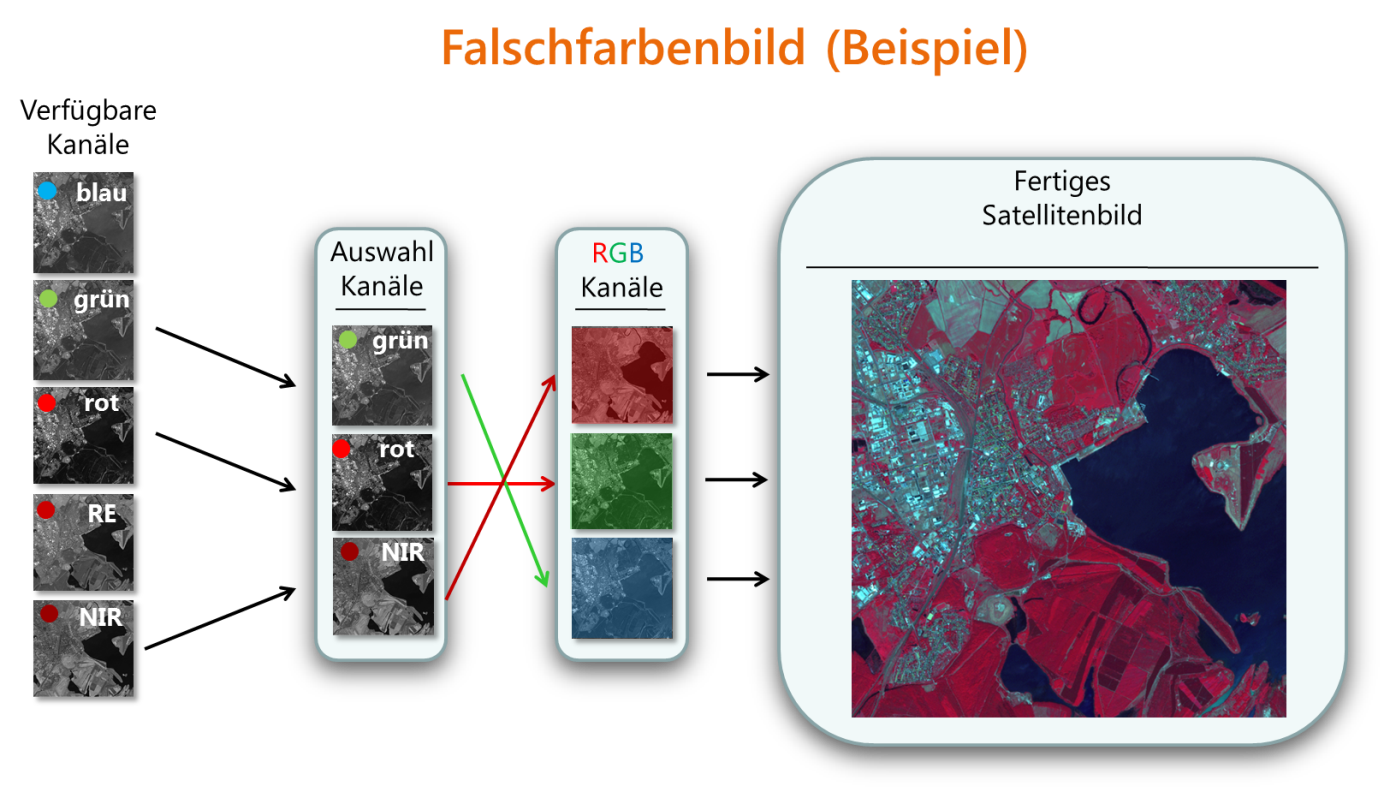 Falschfarbenbild (Beispiel)
Verfügbare
Kanäle
blau
grün
rot
RE
NIR
Auswahl
Kanäle
grün
rot
NIR
RGB
Kanäle
Fertiges
Satellitenbild